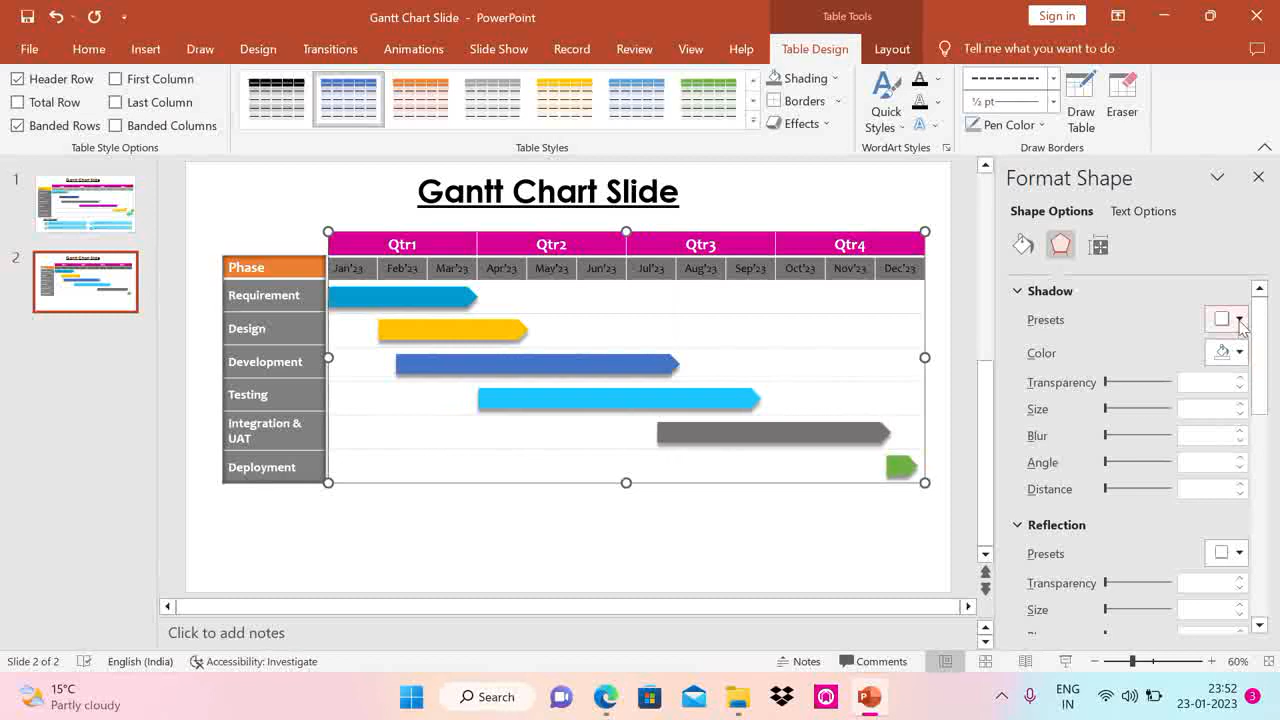 Gantt Chart Slide - PowerPoint
Table Tools
Sign in
File Home Insert Draw Design Transitions Animations Slide Show Record Review View Help Table Design Layout Tell me what you want to do
Header Row First Column
Total Row Last Column
Banded Rows Banded Columns
Table Style Options
Table Styles
Shading
Borders
Effects
Quick Styles
WordArt Styles
½ pt
Pen Color
Draw Table
Eraser
Draw Borders
1
2
Gantt Chart Slide
Qtr1 Qtr2 Qtr3 Qtr4
Phase Jan'23 Feb'23 Mar'23 Apr'23 May'23 Jun'23 Jul'23 Aug'23 Sep'23 Oct'23 Nov'23 Dec'23
Requirement
Design
Development
Testing
Integration &
UAT
Deployment
Format Shape
Shape Options Text Options
Shadow
Presets
Color
Transparency
Size
Blur
Angle
Distance
Reflection
Presets
Transparency
Size
Click to add notes
Slide 2 of 2 English (India) Accessibility: Investigate Notes Comments 60%
15°C
Partly cloudy
Search
ENG
IN
23:52
23-01-2023
3